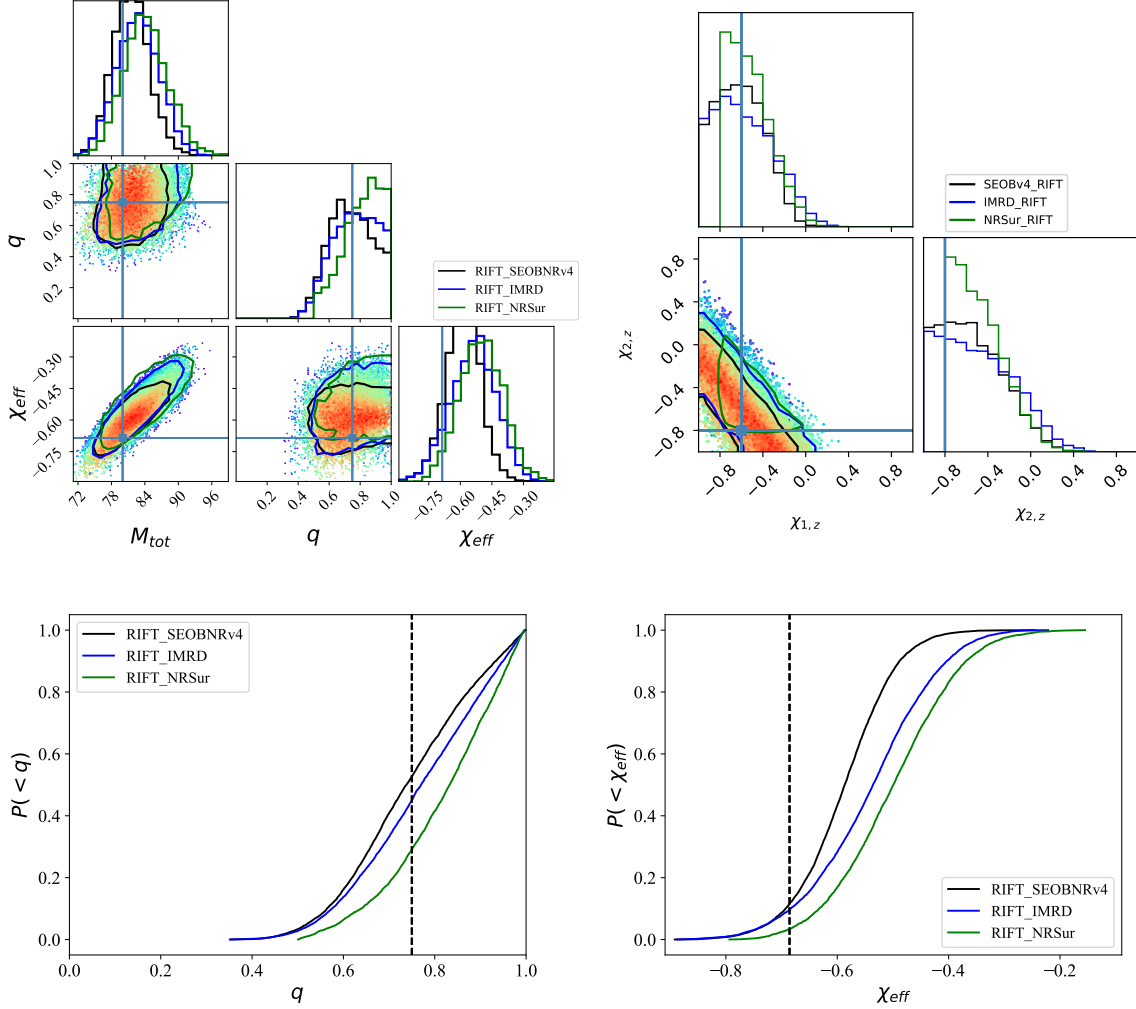 q
1.0
0.8
0.6
0.4
0.2
χeff
−0.30
−0.45
−0.60
−0.75
72 78 84 90 96
Mtot
0.2 0.4 0.6 0.8 1.0
q
−0.75 −0.60 −0.45 −0.30
χeff
RIFT_SEOBNRv4
RIFT_IMRD
RIFT_NRSur
SEOBv4_RIFT
IMRD_RIFT
NRSur_RIFT
χ2,z
0.8
0.4
0.0
−0.4
−0.8
−0.8 −0.4 0.0 0.4 0.8
χ1,z
−0.8 −0.4 0.0 0.4 0.8
χ2,z
RIFT_SEOBNRv4
RIFT_IMRD
RIFT_NRSur
P( < q)
1.0
0.8
0.6
0.4
0.2
0.0
0.0 0.2 0.4 0.6 0.8 1.0
q
P( < χeff)
1.0
0.8
0.6
0.4
0.2
0.0
RIFT_SEOBNRv4
RIFT_IMRD
RIFT_NRSur
−0.8 −0.6 −0.4 −0.2
χeff